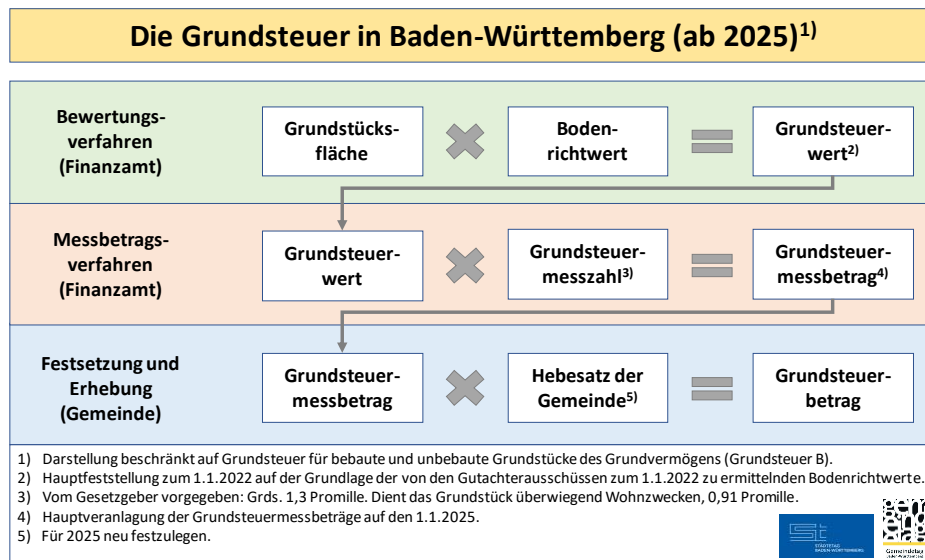 Die Grundsteuer in Baden-Württemberg (ab 2025)1)
Bewertungs-
verfahren
(Finanzamt)
Grundstücks-
fläche
Boden-
richtwert
Grundsteuer-
wert2)
Messbetrags-
verfahren
(Finanzamt)
Grundsteuer-
wert
Grundsteuer-
messzahl3)
Grundsteuer-
messbetrag4)
Festsetzung und
Erhebung
(Gemeinde)
Grundsteuer-
messbetrag
Hebesatz der
Gemeinde5)
Grundsteuer-
betrag
1) Darstellung beschränkt auf Grundsteuer für bebaute und unbebaute Grundstücke des Grundvermögens (Grundsteuer B).
2) Hauptfeststellung zum 1.1.2022 auf der Grundlage der von den Gutachterausschüssen zum 1.1.2022 zu ermittelnden Bodenrichtwerte.
3) Vom Gesetzgeber vorgegeben: Grds. 1,3 Promille. Dient das Grundstück überwiegend Wohnzwecken, 0,91 Promille.
4) Hauptveranlagung der Grundsteuermessbeträge auf den 1.1.2025.
5) Für 2025 neu festzulegen.
STÄDTETAG
BADEN-WÜRTTEMBERG
Gemeindetag